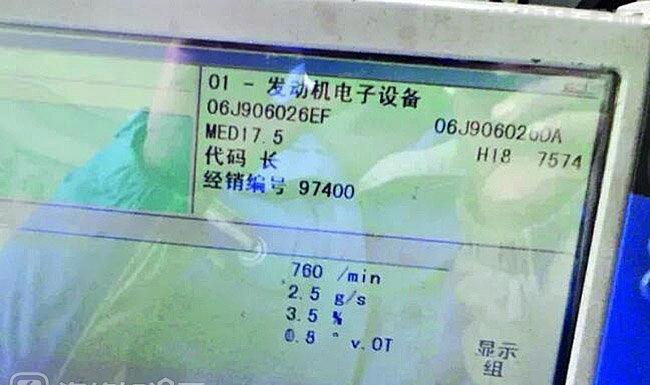 01 - 发动机电子设备
06J906026EF 06J906026DA
MED17.5 H18 7574
代码 长
经销编号 97400
760 /min
2.5 g/s
3.5 %
0.8 ° v.OT
显示
组